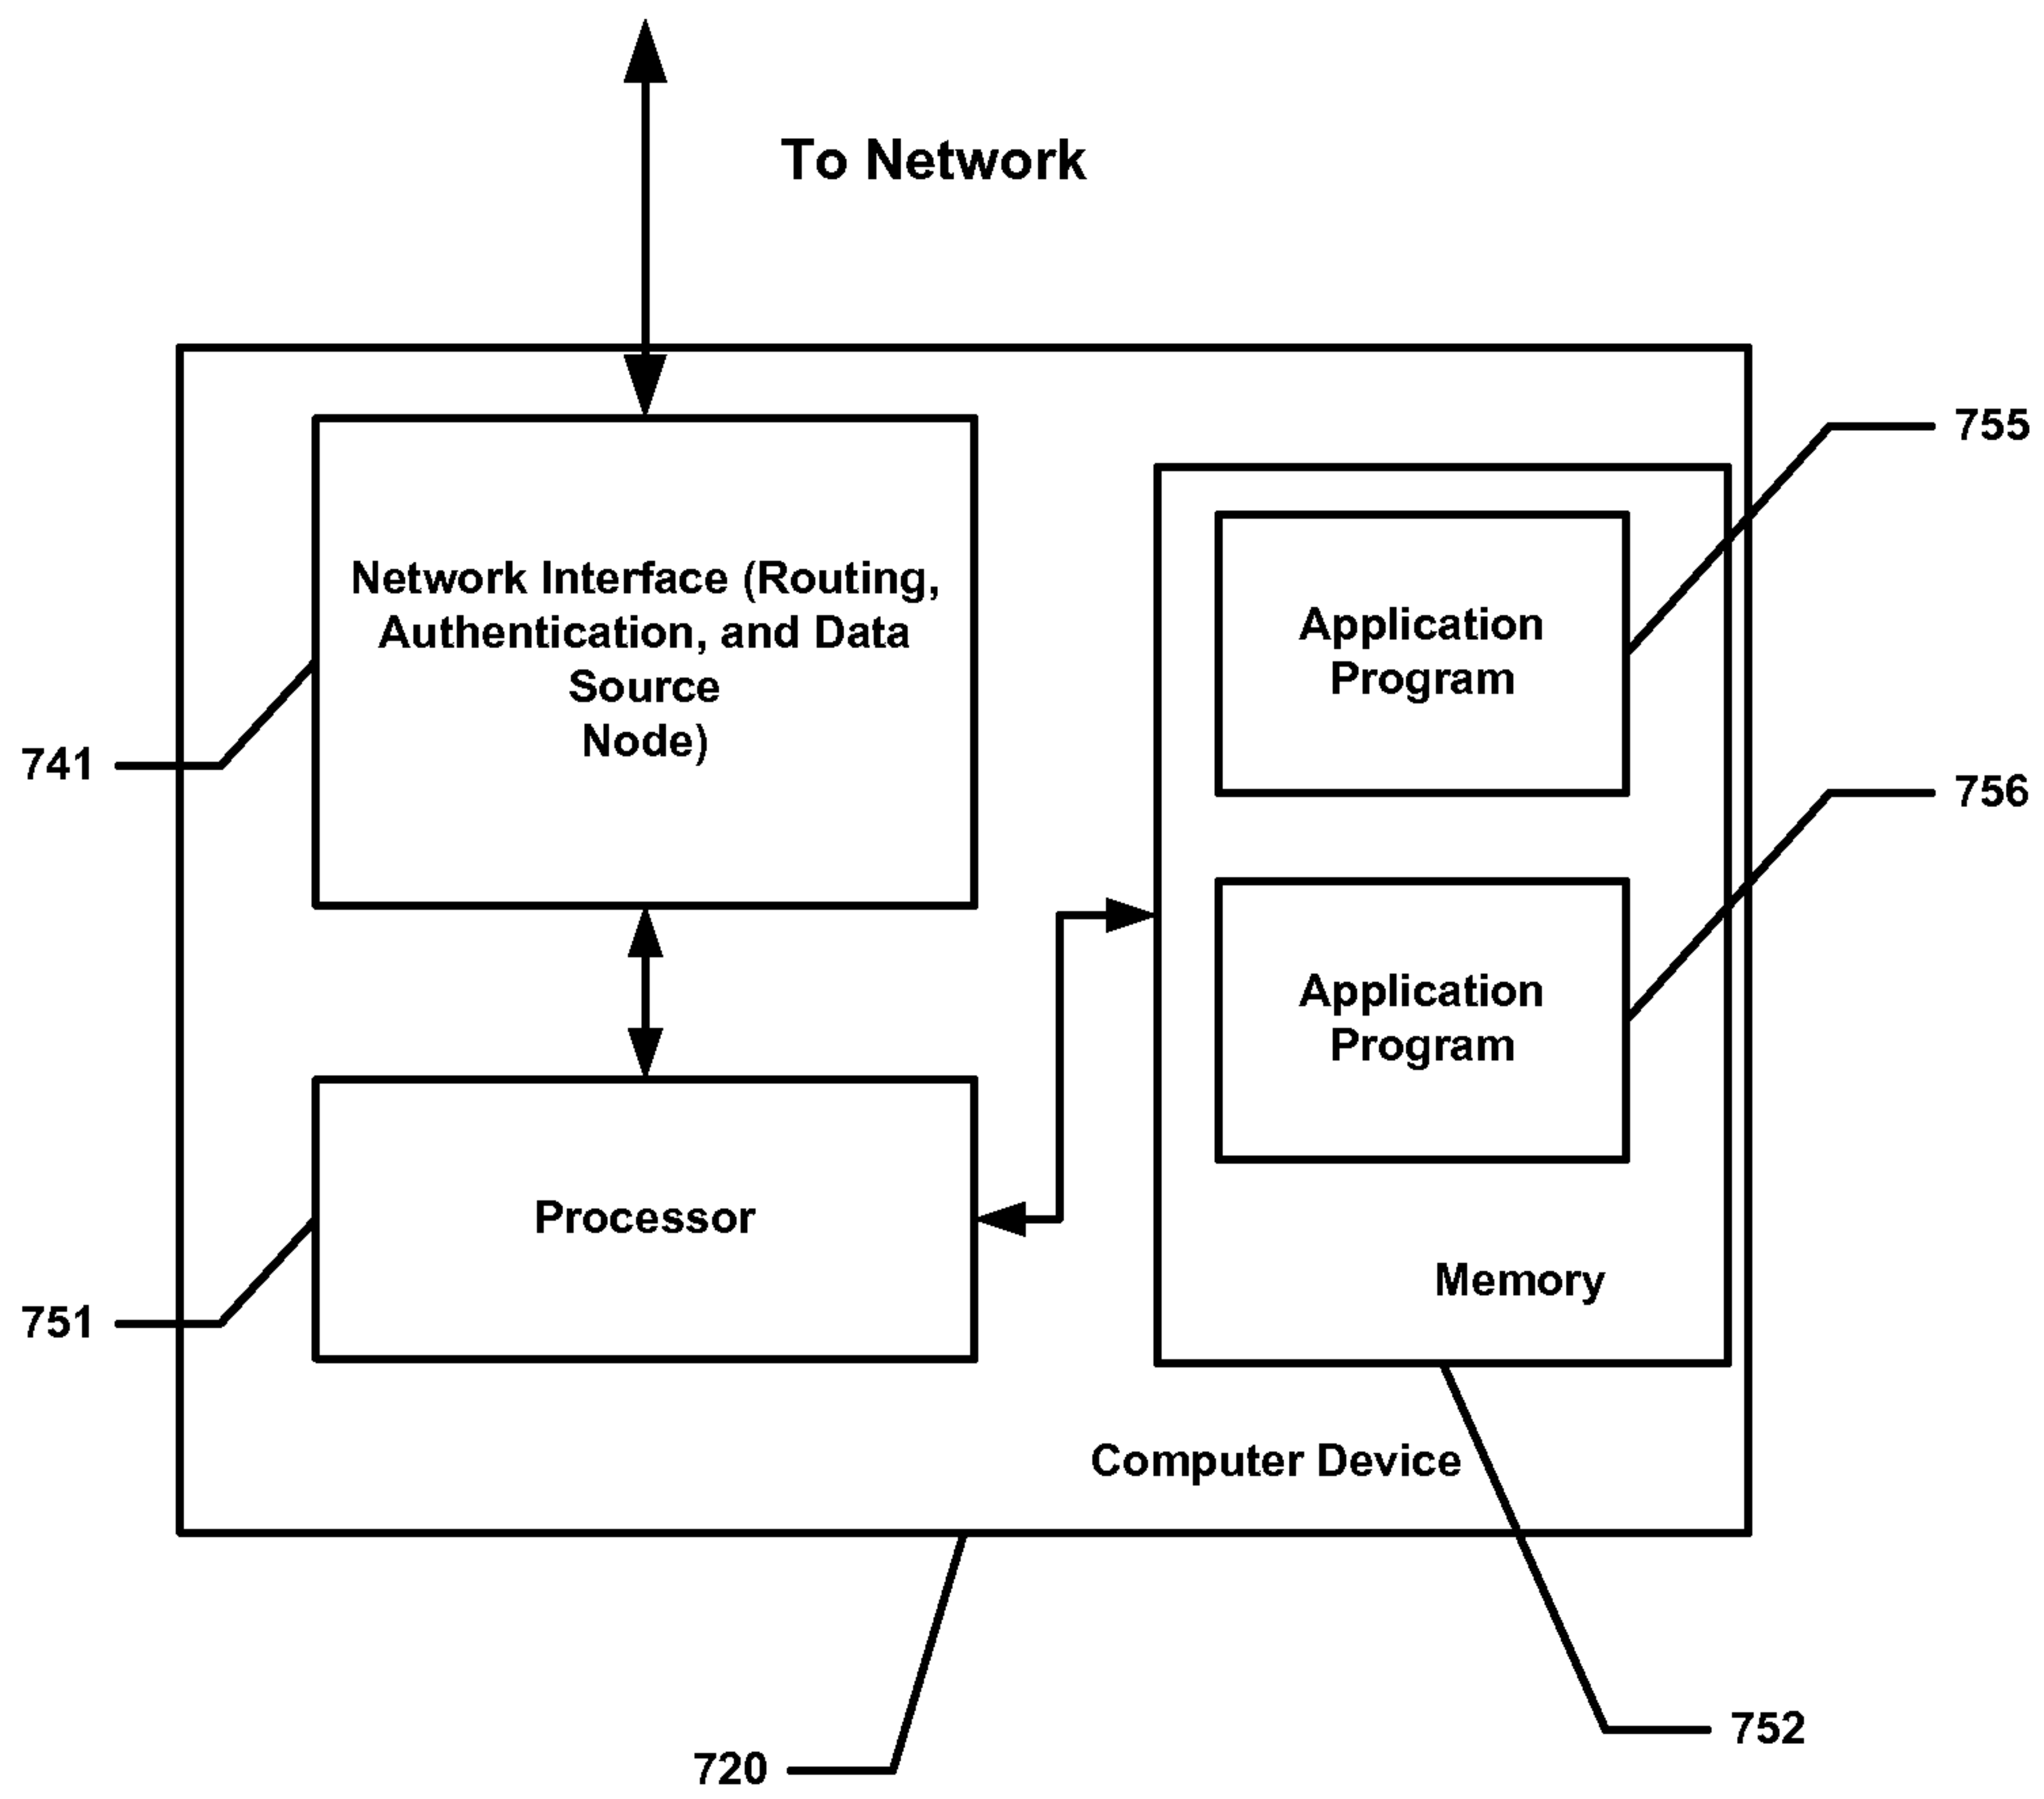 To Network
755
Network Interface (Routing,
Authentication, and Data
Source
Node)
Application
Program
741
756
Application
Program
Processor
Memory
751
Computer Device
752
720